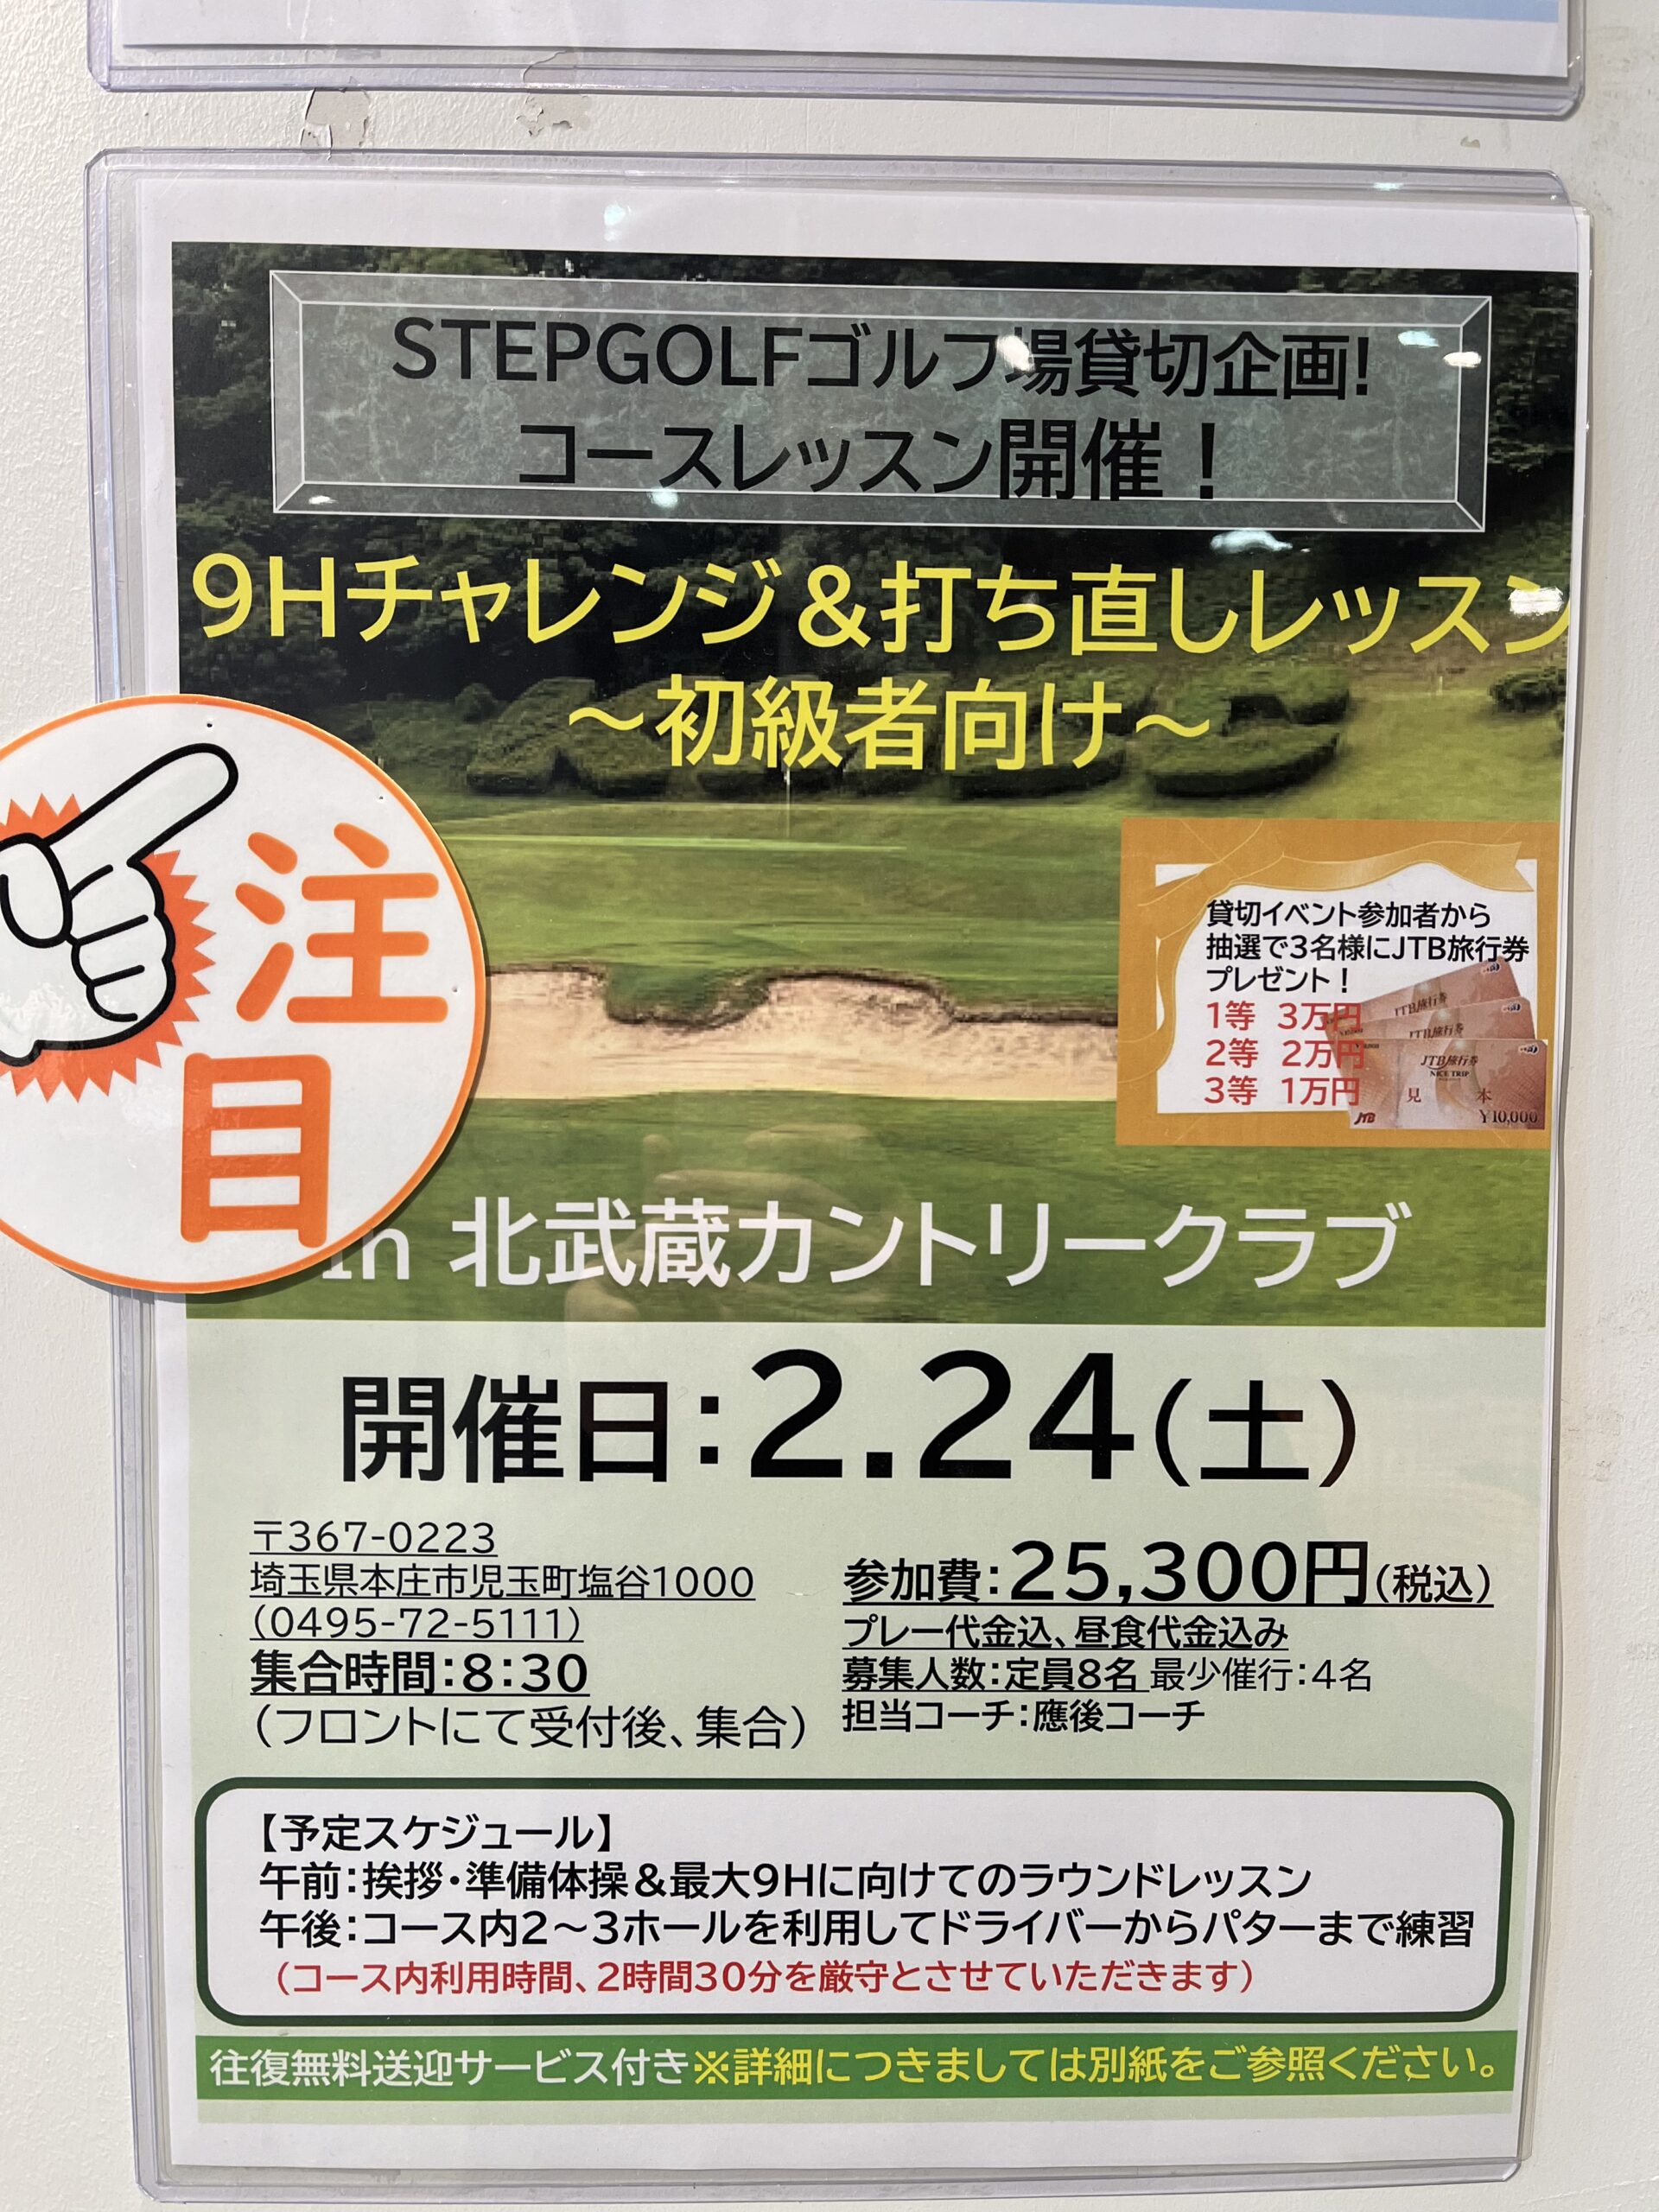 STEPGOLFゴルフ場貸切企画!
コースレッスン開催！
9Hチャレンジ＆打ち直しレッスン
～初級者向け～
注目
貸切イベント参加者から
抽選で3名様にJTB旅行券
プレゼント！
1等 3万円
2等 2万円
3等 1万円
JTB旅行券
JTB旅行券
JTB旅行券
NICE TRIP
見本
JTB
¥10,000
in 北武蔵カントリークラブ
開催日：2.24（土）
〒367-0223
埼玉県本庄市児玉町塩谷1000
（0495-72-5111）
集合時間：8：30
（フロントにて受付後、集合）
参加費：25,300円（税込）
プレー代金込、昼食代金込み
募集人数：定員8名 最少催行：4名
担当コーチ：應後コーチ
【予定スケジュール】
午前：挨拶・準備体操＆最大9Hに向けてのラウンドレッスン
午後：コース内2～3ホールを利用してドライバーからパターまで練習
（コース内利用時間、2時間30分を厳守とさせていただきます）
往復無料送迎サービス付き※詳細につきましては別紙をご参照ください。